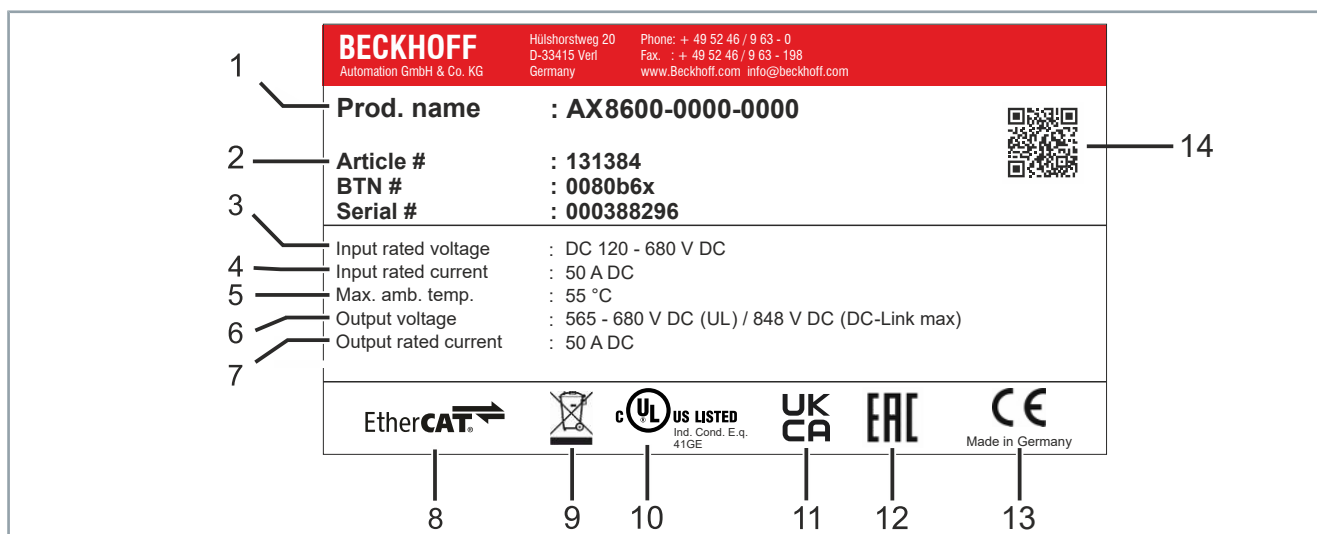 BECKHOFF
Automation GmbH & Co. KG
Hülshorstweg 20
D-33415 Verl
Germany
Phone: + 49 52 46 / 9 63 - 0
Fax. : + 49 52 46 / 9 63 - 198
www.Beckhoff.com info@beckhoff.com
1
Prod. name : AX8600-0000-0000
14
2
Article # : 131384
BTN # : 0080b6x
Serial # : 000388296
3
Input rated voltage : DC 120 - 680 V DC
4
Input rated current : 50 A DC
5
Max. amb. temp. : 55 °C
6
Output voltage : 565 - 680 V DC (UL) / 848 V DC (DC-Link max)
7
Output rated current : 50 A DC
EtherCAT®
C UL® US LISTED
Ind. Cond. E.q.
41GE
UK
CA
EAC
CE
Made in Germany
8 9 10 11 12 13